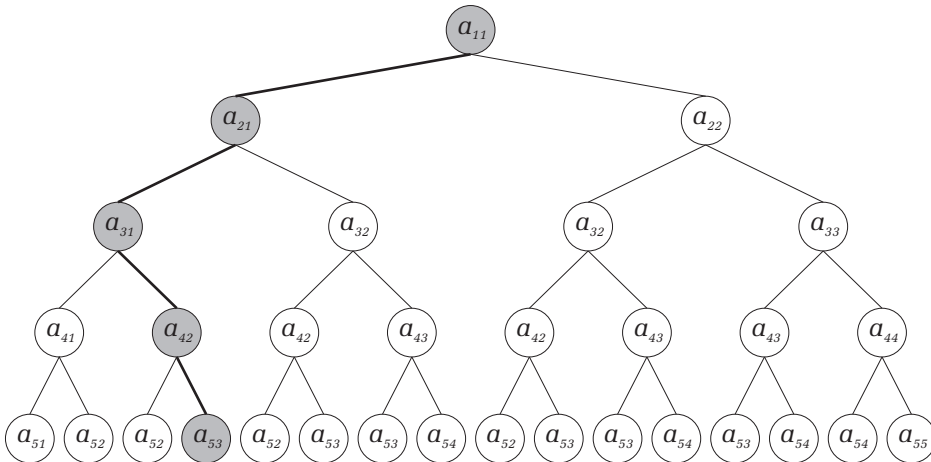 a₁₁
a₂₁ a₂₂
a₃₁ a₃₂ a₃₂ a₃₃
a₄₁ a₄₂ a₄₂ a₄₃ a₄₂ a₄₃ a₄₃ a₄₄
a₅₁ a₅₂ a₅₂ a₅₃ a₅₂ a₅₃ a₅₃ a₅₄ a₅₂ a₅₃ a₅₃ a₅₄ a₅₃ a₅₄ a₅₄ a₅₅